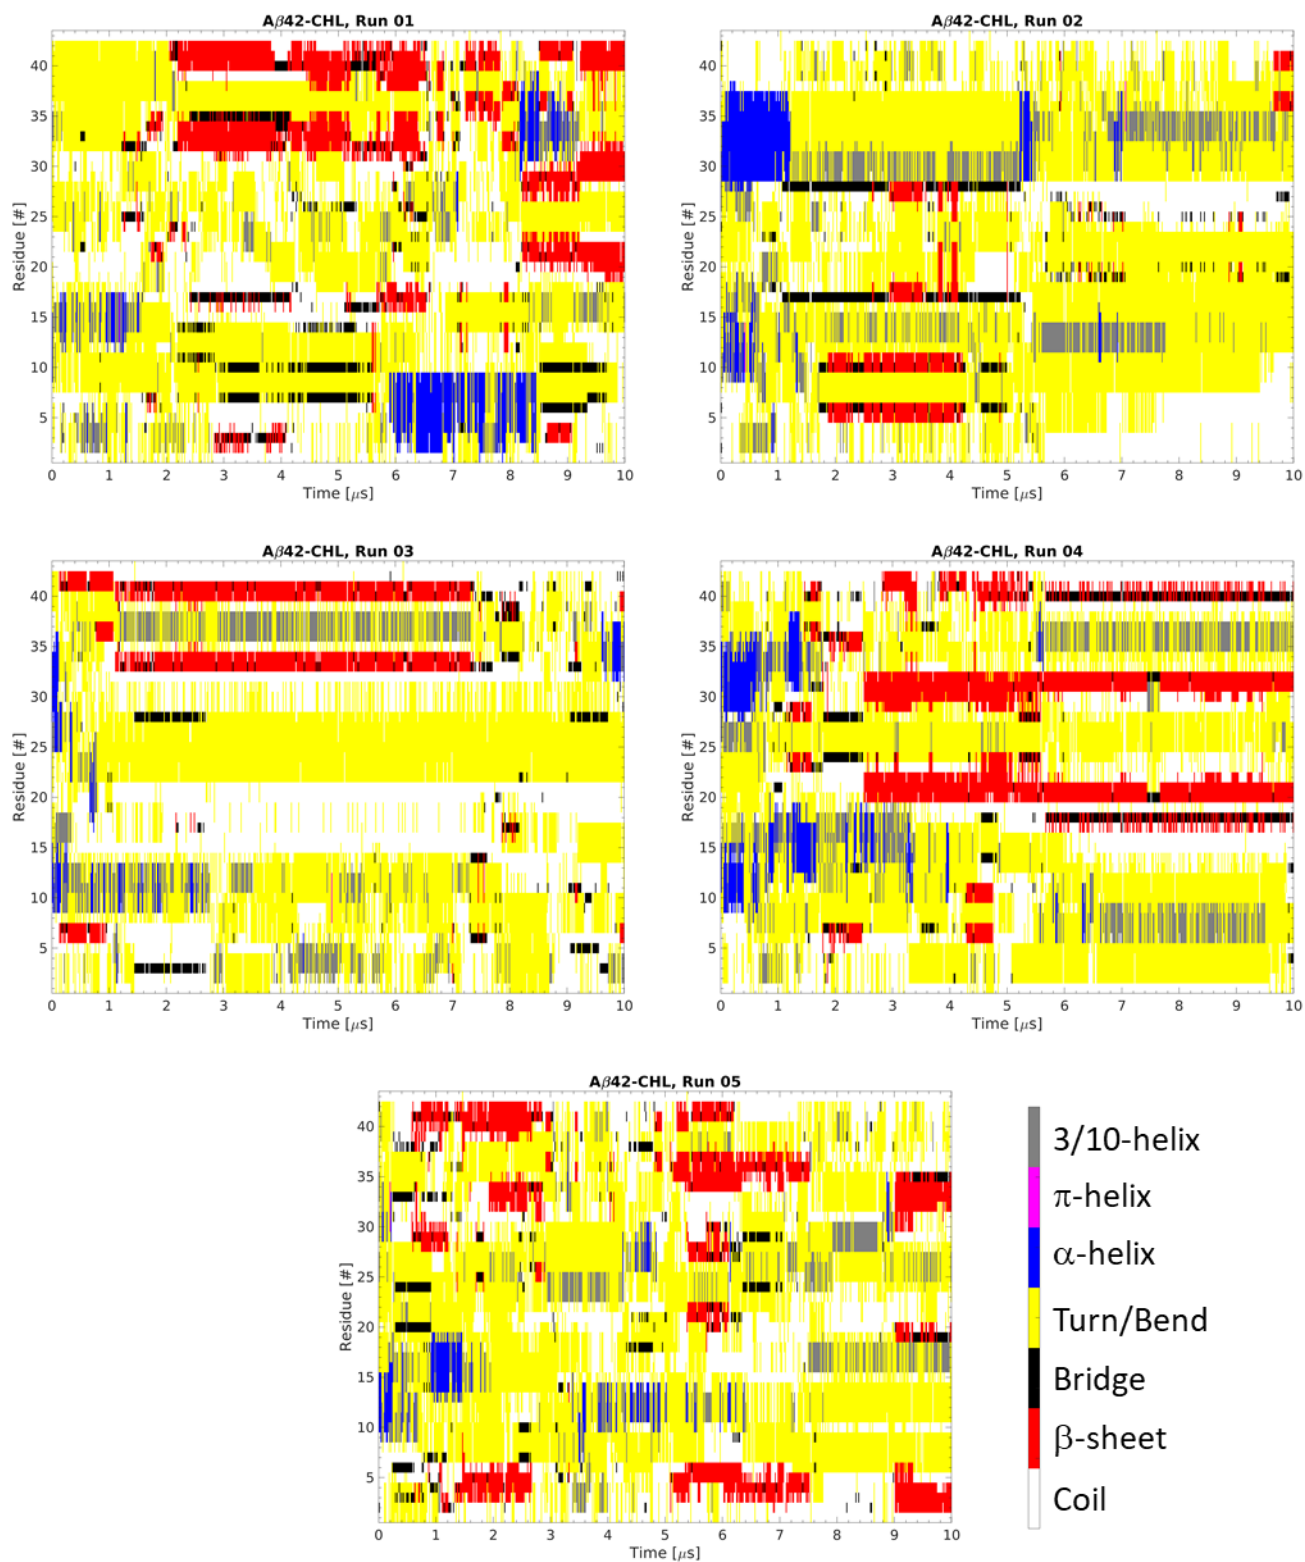 Aβ42-CHL, Run 01
Residue [#]
40
35
30
25
20
15
10
5
0 1 2 3 4 5 6 7 8 9 10
Time [μs]
Aβ42-CHL, Run 02
Residue [#]
40
35
30
25
20
15
10
5
0 1 2 3 4 5 6 7 8 9 10
Time [μs]
Aβ42-CHL, Run 03
Residue [#]
40
35
30
25
20
15
10
5
0 1 2 3 4 5 6 7 8 9 10
Time [μs]
Aβ42-CHL, Run 04
Residue [#]
40
35
30
25
20
15
10
5
0 1 2 3 4 5 6 7 8 9 10
Time [μs]
Aβ42-CHL, Run 05
Residue [#]
40
35
30
25
20
15
10
5
0 1 2 3 4 5 6 7 8 9 10
Time [μs]
3/10-helix
π-helix
α-helix
Turn/Bend
Bridge
β-sheet
Coil